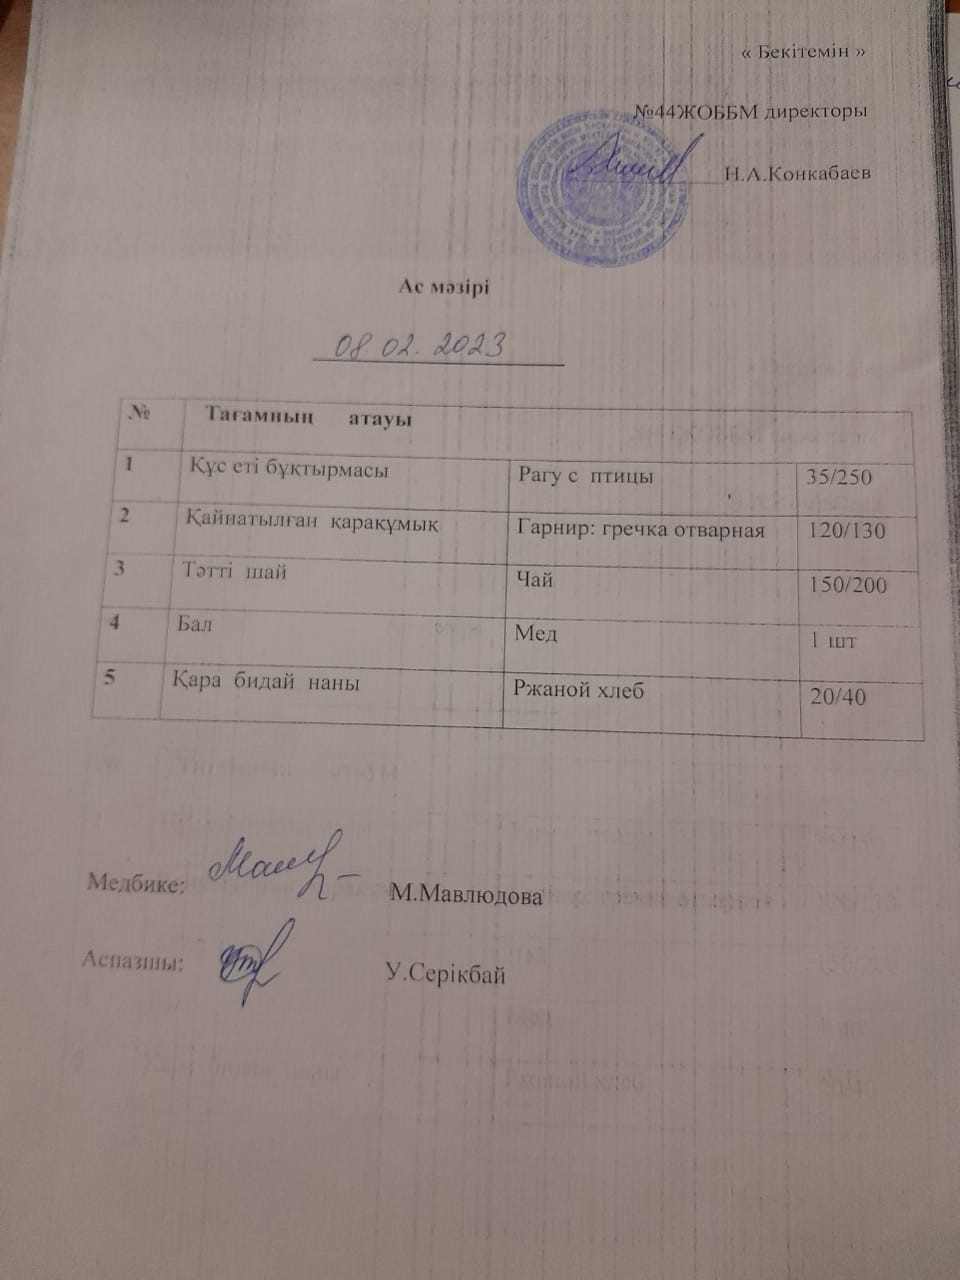 « Бекітемін »
№44ЖОББМ директоры
Н.А.Конкабаев
Ас мәзірі
08.02.2023
№ Тағамның атауы
1 Құс еті бұқтырмасы Рагу с птицы 35/250
2 Қайнатылған қарақұмық Гарнир: гречка отварная 120/130
3 Тәтті шай Чай 150/200
4 Бал Мед 1 шт
5 Қара бидай наны Ржаной хлеб 20/40
Медбике: М.Мавлюдова
Аспазшы: У.Серікбай